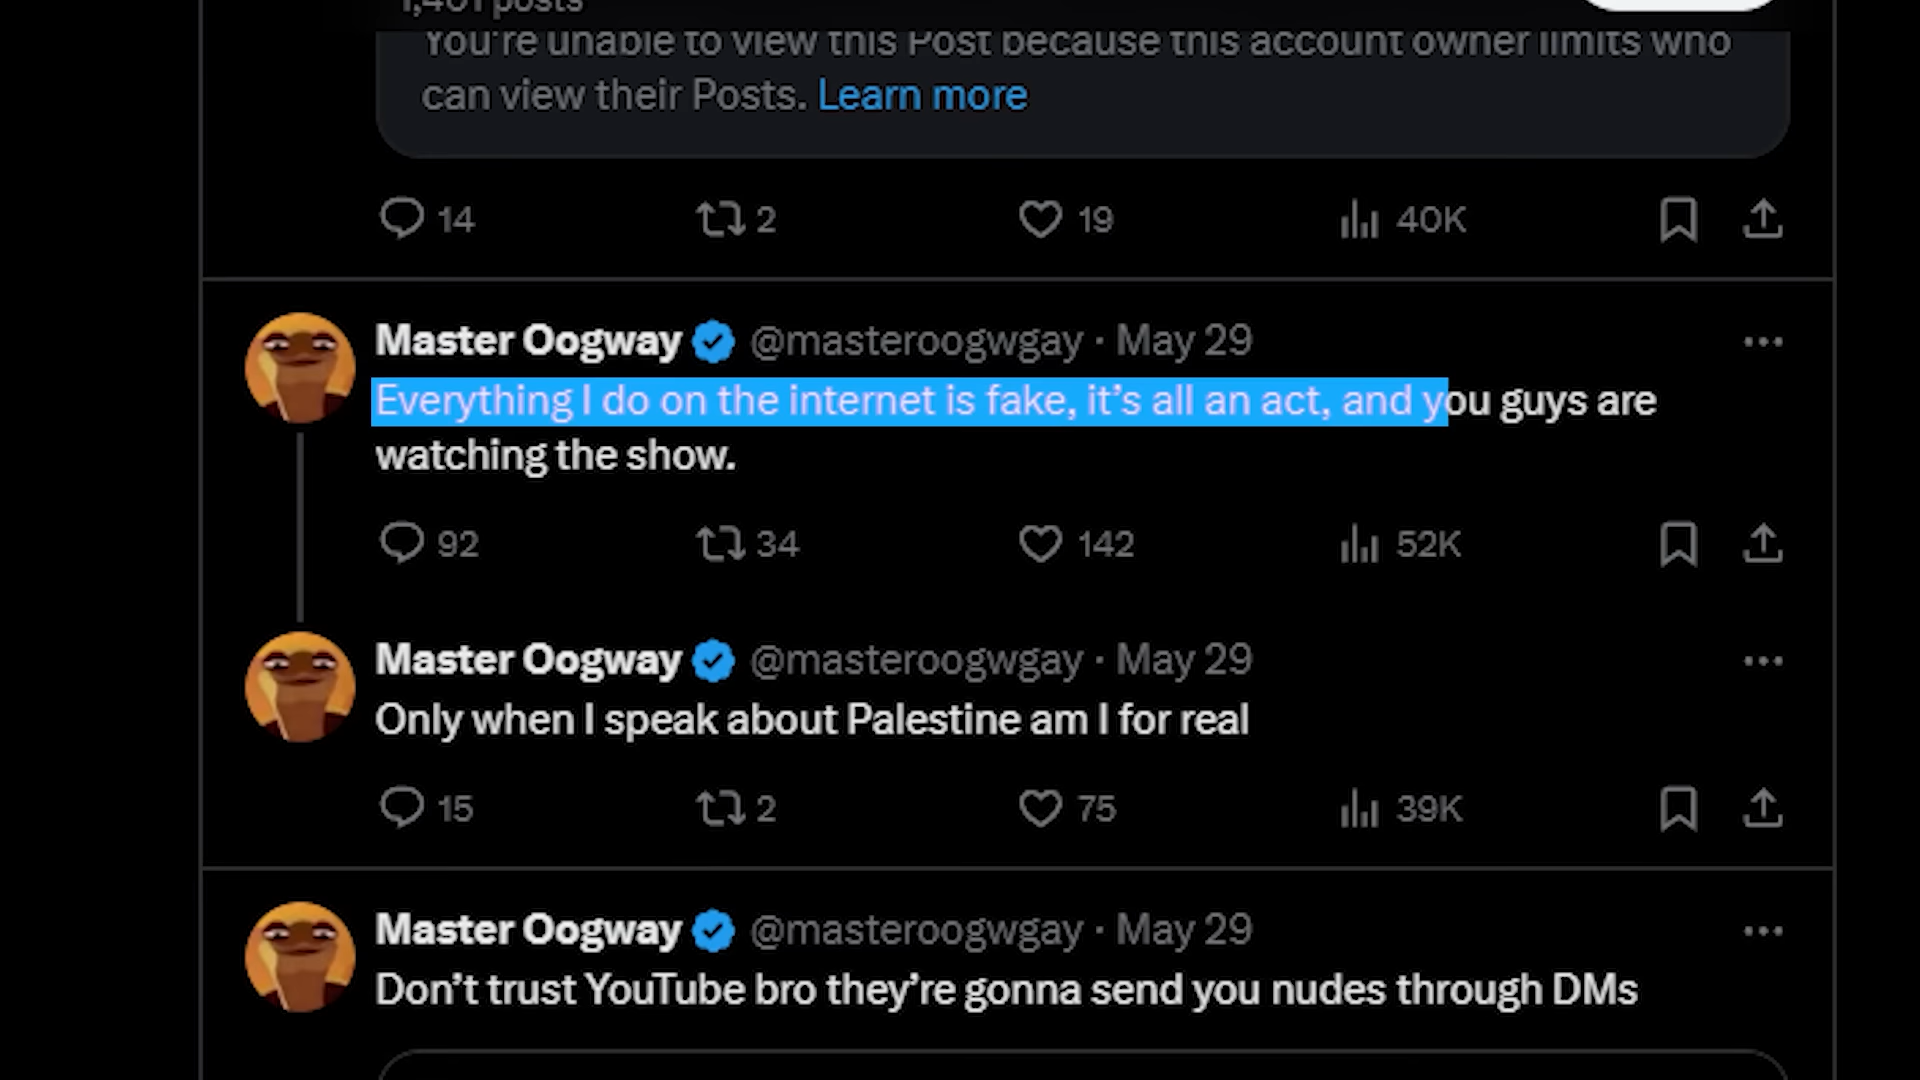 1,401 posts
You're unable to view this Post because this account owner limits who
can view their Posts. Learn more
14 2 19 40K
Master Oogway @masteroogwgay · May 29
Everything I do on the internet is fake, it's all an act, and you guys are
watching the show.
92 34 142 52K
Master Oogway @masteroogwgay · May 29
Only when I speak about Palestine am I for real
15 2 75 39K
Master Oogway @masteroogwgay · May 29
Don't trust YouTube bro they're gonna send you nudes through DMs